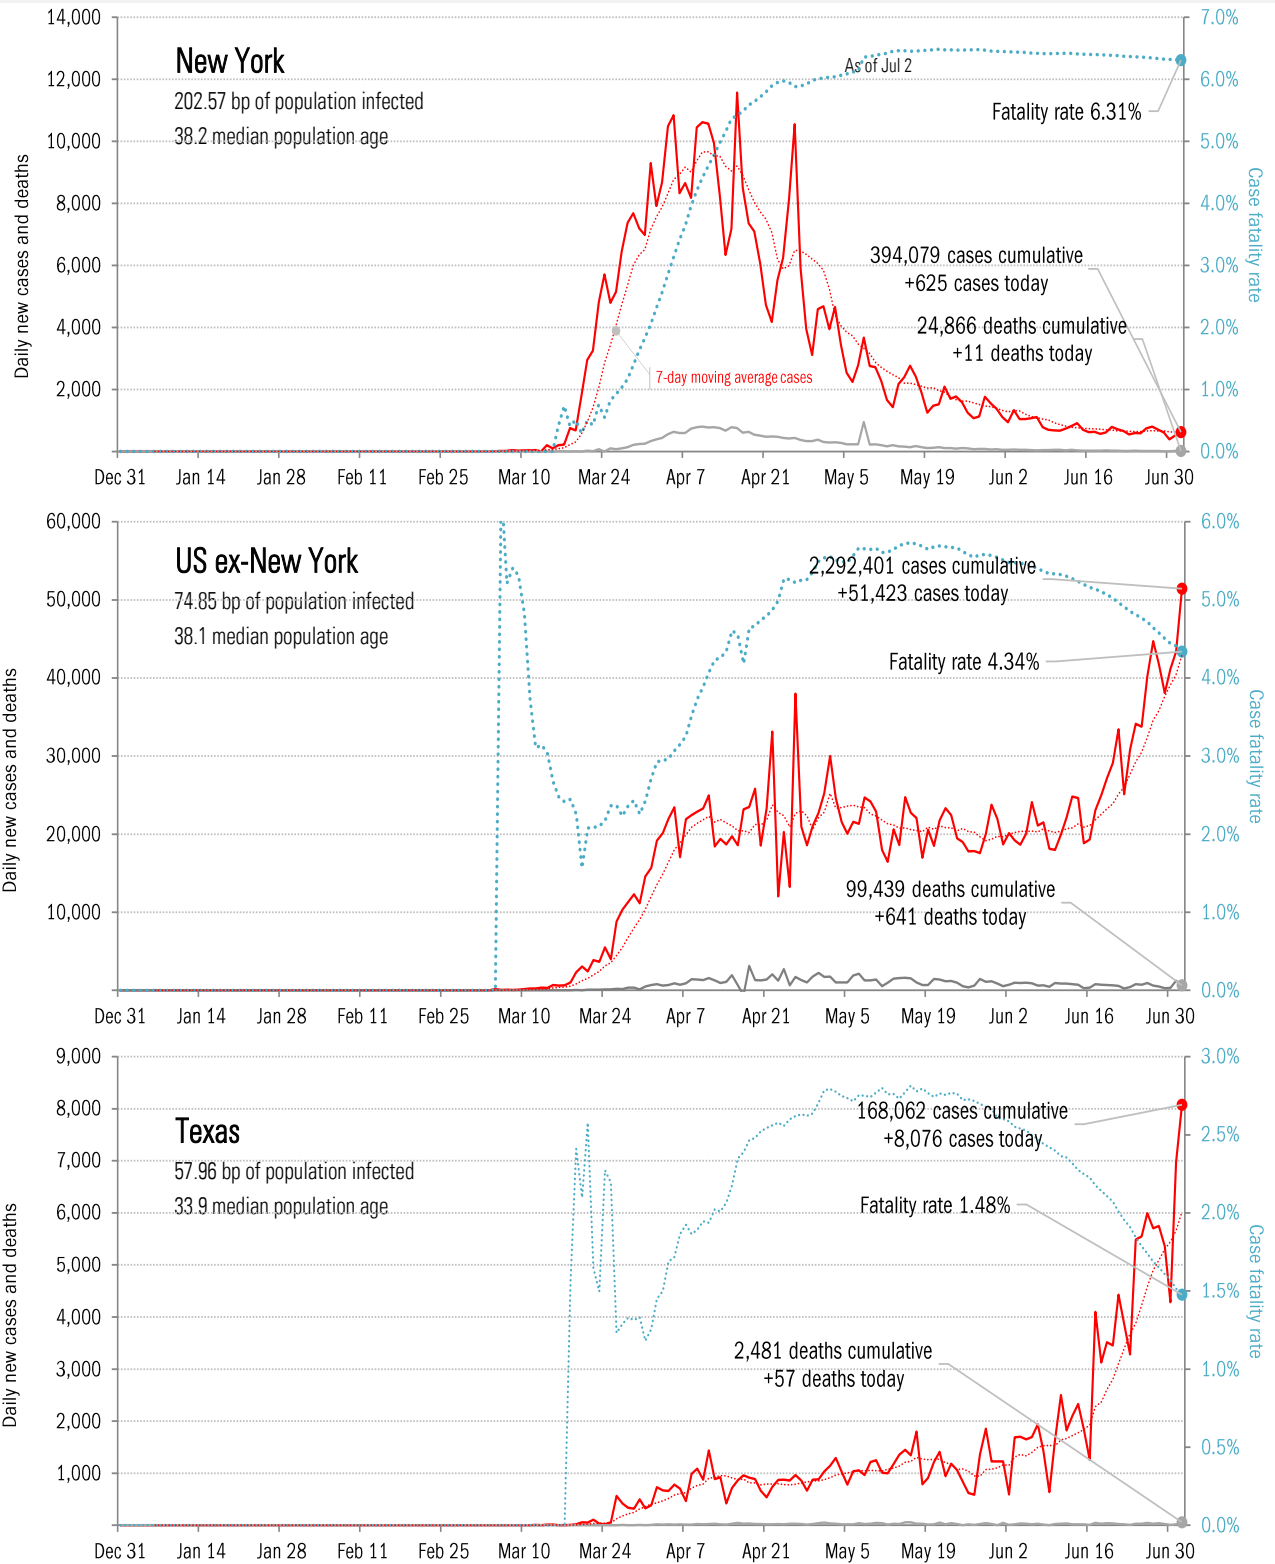 14,000
7.0%
New York
As of Jul 2
12,000
6.0%
202.57 bp of population infected
Fatality rate 6.31%
38.2 median population age
10,000
5.0%
Daily new cases and deaths
Case fatality rate
8,000
4.0%
394,079 cases cumulative
+625 cases today
6,000
3.0%
24,866 deaths cumulative
+11 deaths today
4,000
2.0%
7-day moving average cases
2,000
1.0%
0.0%
Dec 31 Jan 14 Jan 28 Feb 11 Feb 25 Mar 10 Mar 24 Apr 7 Apr 21 May 5 May 19 Jun 2 Jun 16 Jun 30
60,000
6.0%
US ex-New York
2,292,401 cases cumulative
+51,423 cases today
74.85 bp of population infected
50,000
5.0%
38.1 median population age
Fatality rate 4.34%
40,000
4.0%
Daily new cases and deaths
Case fatality rate
30,000
3.0%
20,000
2.0%
99,439 deaths cumulative
+641 deaths today
10,000
1.0%
0.0%
Dec 31 Jan 14 Jan 28 Feb 11 Feb 25 Mar 10 Mar 24 Apr 7 Apr 21 May 5 May 19 Jun 2 Jun 16 Jun 30
9,000
3.0%
8,000
168,062 cases cumulative
+8,076 cases today
2.5%
Texas
7,000
57.96 bp of population infected
33.9 median population age
Fatality rate 1.48%
6,000
2.0%
Daily new cases and deaths
Case fatality rate
5,000
1.5%
4,000
2,481 deaths cumulative
+57 deaths today
3,000
1.0%
2,000
0.5%
1,000
0.0%
Dec 31 Jan 14 Jan 28 Feb 11 Feb 25 Mar 10 Mar 24 Apr 7 Apr 21 May 5 May 19 Jun 2 Jun 16 Jun 30